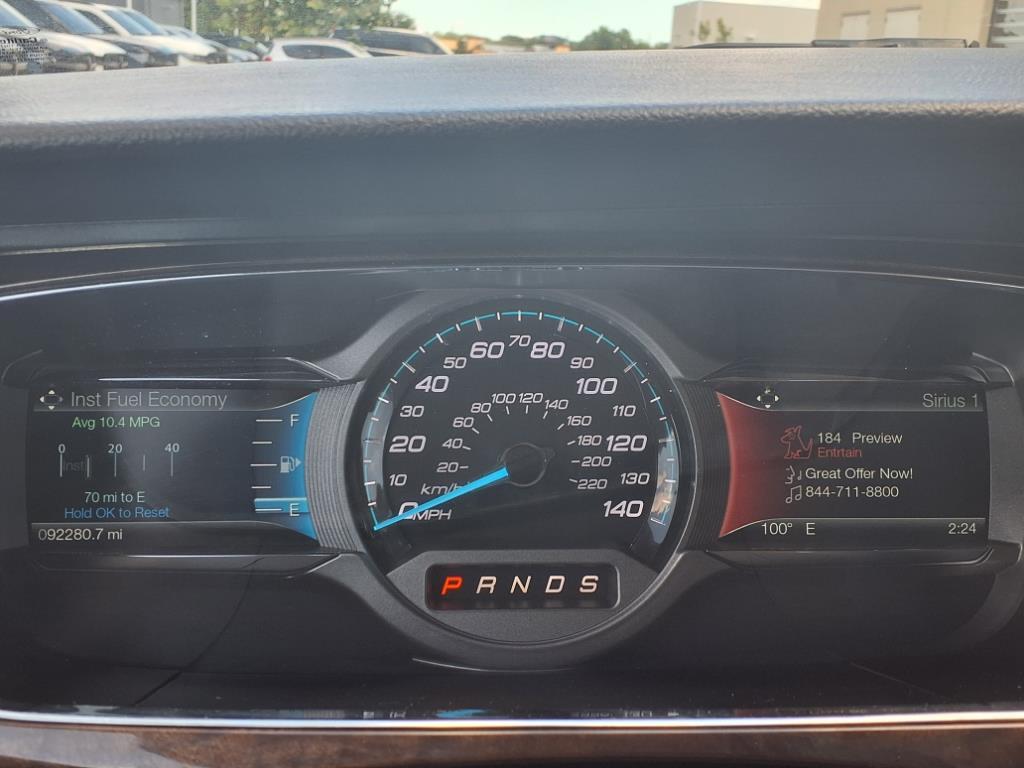 Inst Fuel Economy
Avg 10.4 MPG
0 20 40
Inst
70 mi to E
Hold OK to Reset
092280.7 mi
F
E
0 10 20 30 40 50 60 70 80 90 100 110 120 130 140
MPH
20 40 60 80 100 120 140 160 180 200 220
P R N D S
Sirius 1
184 Preview
Entrtain
Great Offer Now!
844-711-8800
100° E
2:24